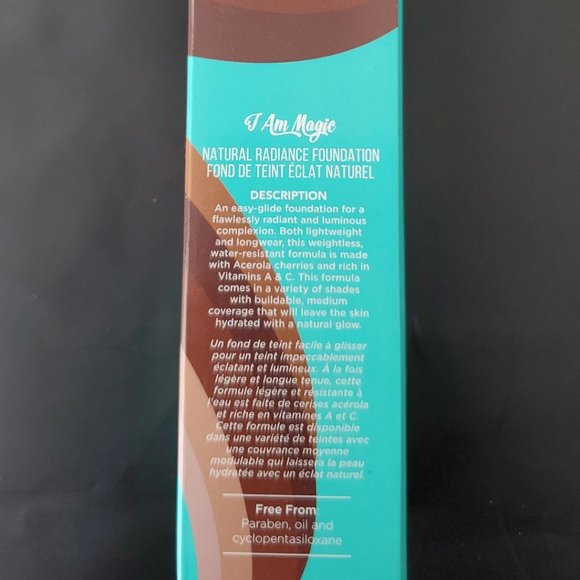 I Am Magic
NATURAL RADIANCE FOUNDATION
FOND DE TEINT ÉCLAT NATUREL
DESCRIPTION
An easy-glide foundation for a
flawlessly radiant and luminous
complexion. Both lightweight
and longwear, this weightless,
water-resistant formula is made
with Acerola cherries and rich in
Vitamins A & C. This formula
comes in a variety of shades
with buildable, medium
coverage that will leave the skin
hydrated with a natural glow.
Un fond de teint facile à glisser
pour un teint impeccablement
éclatant et lumineux. À la fois
légère et longue tenue, cette
formule légère et résistante à
l'eau est faite de cerises acérola
et riche en vitamines A et C.
Cette formule est disponible
dans une variété de teintes avec
une couvrance moyenne
modulable qui laissera la peau
hydratée avec un éclat naturel.
Free From:
Paraben, oil and
cyclopentasiloxane